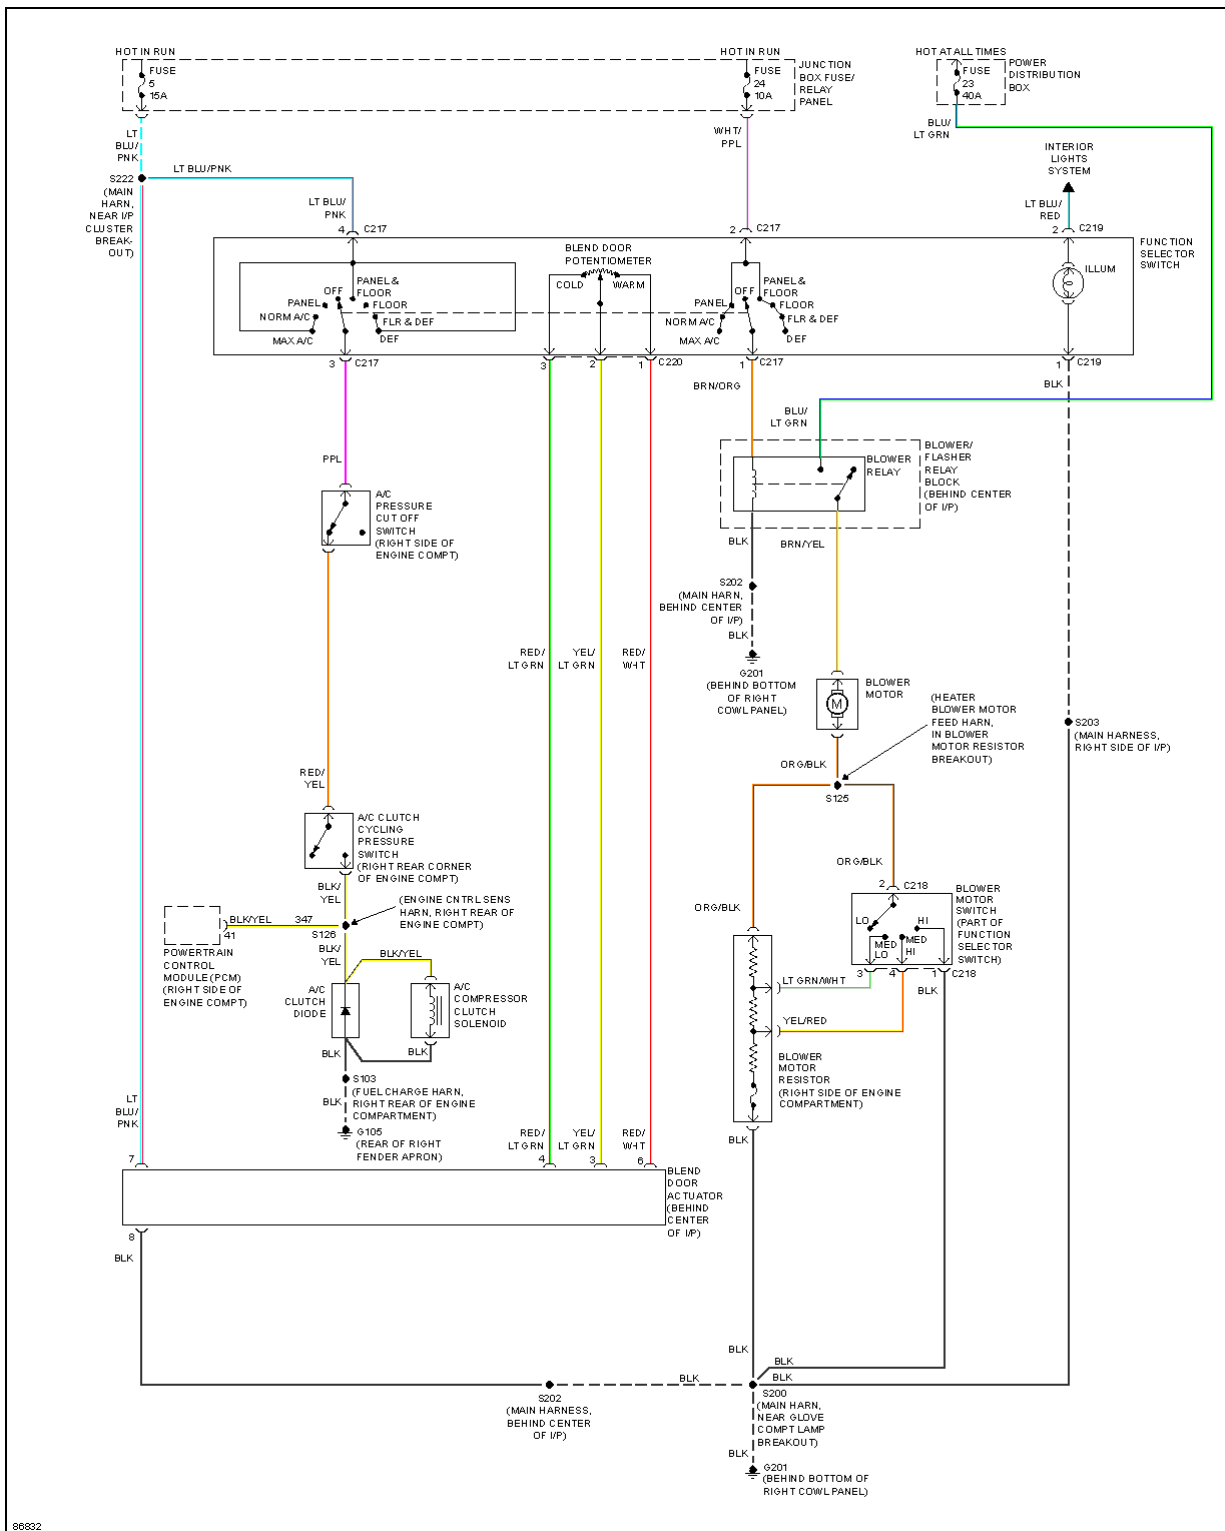 HOT IN RUN
HOT IN RUN
HOT AT ALL TIMES
FUSE
5
15A
FUSE
24
10A
JUNCTION
BOX FUSE/
RELAY
PANEL
FUSE
23
40A
POWER
DISTRIBUTION
BOX
LT
BLU/
PNK
WHT/
PPL
BLU/
LT GRN
INTERIOR
LIGHTS
SYSTEM
S222
(MAIN
HARN,
NEAR I/P
CLUSTER
BREAK-
OUT)
LT BLU/PNK
LT BLU/
PNK
LT BLU/
RED
4
C217
2
C217
2
C219
FUNCTION
SELECTOR
SWITCH
BLEND DOOR
POTENTIOMETER
COLD
WARM
ILLUM
PANEL &
FLOOR
OFF
PANEL
FLOOR
NORM A/C
FLR & DEF
MAX A/C
DEF
PANEL &
FLOOR
OFF
PANEL
FLOOR
NORM A/C
FLR & DEF
MAX A/C
DEF
3
C217
3
2
1
C220
1
C217
1
C219
BRN/ORG
BLK
BLU/
LT GRN
PPL
BLOWER
RELAY
BLOWER/
FLASHER
RELAY
BLOCK
(BEHIND CENTER
OF I/P)
A/C
PRESSURE
CUT OFF
SWITCH
(RIGHT SIDE OF
ENGINE COMPT)
BLK
BRN/YEL
S202
(MAIN HARN,
BEHIND CENTER
OF I/P)
BLK
G201
(BEHIND BOTTOM
OF RIGHT
COWL PANEL)
RED/
LT GRN
YEL/
LT GRN
RED/
WHT
BLOWER
MOTOR
M
(HEATER
BLOWER MOTOR
FEED HARN,
IN BLOWER
MOTOR RESISTOR
BREAKOUT)
S203
(MAIN HARNESS,
RIGHT SIDE OF I/P)
ORG/BLK
S125
RED/
YEL
A/C CLUTCH
CYCLING
PRESSURE
SWITCH
(RIGHT REAR CORNER
OF ENGINE COMPT)
ORG/BLK
ORG/BLK
2
C218
BLOWER
MOTOR
SWITCH
(PART OF
FUNCTION
SELECTOR
SWITCH)
LO
HI
MED
LO
MED
HI
3
4
1
C218
BLK
BLK/
YEL
(ENGINE CNTRL SENS
HARN, RIGHT REAR OF
ENGINE COMPT)
BLK/YEL
347
41
S126
POWERTRAIN
CONTROL
MODULE (PCM)
(RIGHT SIDE OF
ENGINE COMPT)
BLK/
YEL
BLK/YEL
A/C
CLUTCH
DIODE
A/C
COMPRESSOR
CLUTCH
SOLENOID
LT GRN/WHT
YEL/RED
BLK
BLK
S103
(FUEL CHARGE HARN,
RIGHT REAR OF ENGINE
COMPARTMENT)
BLK
G105
(REAR OF RIGHT
FENDER APRON)
BLOWER
MOTOR
RESISTOR
(RIGHT SIDE OF ENGINE
COMPARTMENT)
BLK
LT
BLU/
PNK
RED/
LT GRN
YEL/
LT GRN
RED/
WHT
7
4
3
6
BLEND
DOOR
ACTUATOR
(BEHIND
CENTER
OF I/P)
8
BLK
BLK
BLK
BLK
BLK
S202
(MAIN HARNESS,
BEHIND CENTER
OF I/P)
S200
(MAIN HARN,
NEAR GLOVE
COMPT LAMP
BREAKOUT)
BLK
G201
(BEHIND BOTTOM OF
RIGHT COWL PANEL)
86832